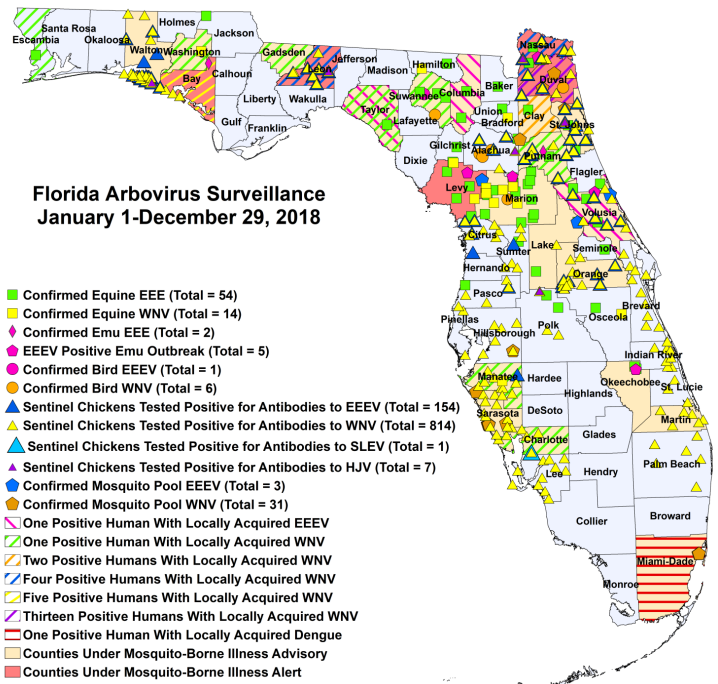 Holmes
Santa Rosa
Jackson
Escambia
Okaloosa
Walton
Washington
Gadsden
Jefferson
Nassau
Leon
Madison
Hamilton
Bay
Calhoun
Liberty
Wakulla
Suwannee
Columbia
Baker
Duval
Taylor
Union
Clay
Gulf
Franklin
Lafayette
Bradford
St. Johns
Gilchrist
Alachua
Putnam
Dixie
Flagler
Levy
Marion
Volusia
Citrus
Sumter
Lake
Seminole
Hernando
Orange
Pasco
Brevard
Pinellas
Hillsborough
Polk
Osceola
Indian River
Manatee
Hardee
Okeechobee
St. Lucie
Highlands
Sarasota
DeSoto
Martin
Charlotte
Glades
Lee
Hendry
Palm Beach
Collier
Broward
Miami-Dade
Monroe
Florida Arbovirus Surveillance
January 1-December 29, 2018
Confirmed Equine EEE (Total = 54)
Confirmed Equine WNV (Total = 14)
Confirmed Emu EEE (Total = 2)
EEEV Positive Emu Outbreak (Total = 5)
Confirmed Bird EEEV (Total = 1)
Confirmed Bird WNV (Total = 6)
Sentinel Chickens Tested Positive for Antibodies to EEEV (Total = 154)
Sentinel Chickens Tested Positive for Antibodies to WNV (Total = 814)
Sentinel Chickens Tested Positive for Antibodies to SLEV (Total = 1)
Sentinel Chickens Tested Positive for Antibodies to HJV (Total = 7)
Confirmed Mosquito Pool EEEV (Total = 3)
Confirmed Mosquito Pool WNV (Total = 31)
One Positive Human With Locally Acquired EEEV
One Positive Human With Locally Acquired WNV
Two Positive Humans With Locally Acquired WNV
Four Positive Humans With Locally Acquired WNV
Five Positive Humans With Locally Acquired WNV
Thirteen Positive Humans With Locally Acquired WNV
One Positive Human With Locally Acquired Dengue
Counties Under Mosquito-Borne Illness Advisory
Counties Under Mosquito-Borne Illness Alert